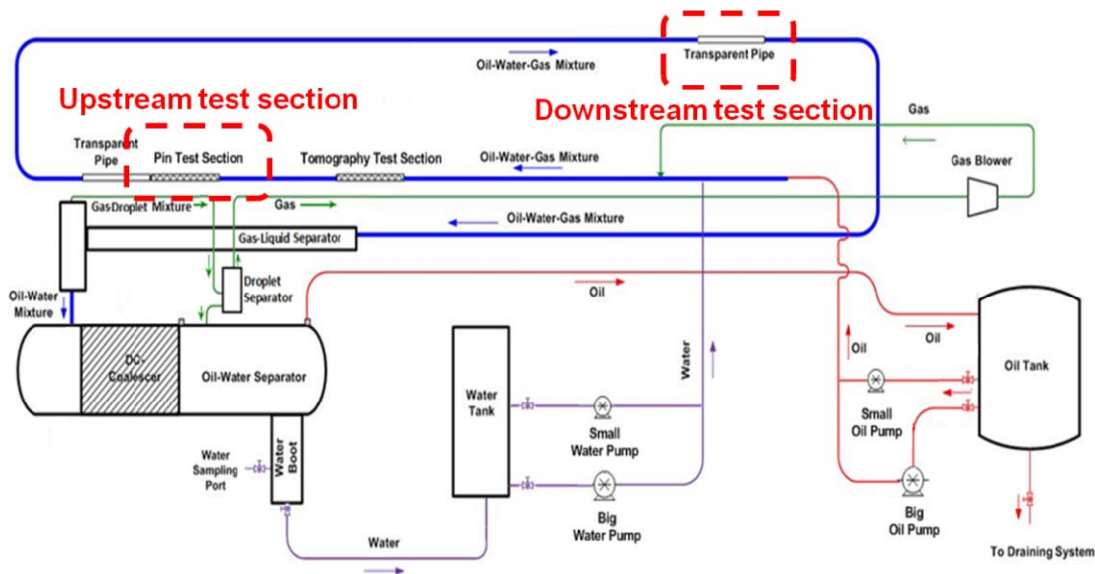 Transparent Pipe
Oil-Water-Gas Mixture
Downstream test section
Upstream test section
Gas
Transparent
Pipe
Pin Test Section
Tomography Test Section
Oil-Water-Gas Mixture
Gas Blower
Gas-Droplet Mixture
Gas
Oil-Water-Gas Mixture
Gas-Liquid Separator
Droplet
Separator
Oil-Water
Mixture
Oil
Oil
DC-
Coalescer
Oil-Water Separator
Water
Tank
Water
Oil
Oil Tank
Small
Water Pump
Small
Oil Pump
Water
Sampling
Port
Water
Boot
Big
Water Pump
Big
Oil Pump
Water
To Draining System